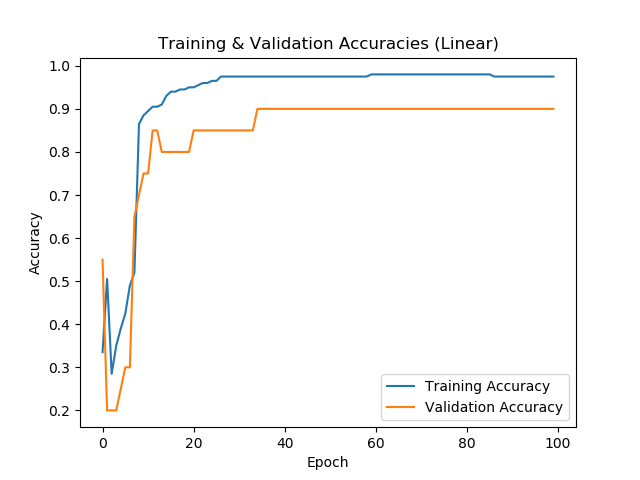 Training & Validation Accuracies (Linear)
1.0
0.9
0.8
0.7
0.6
0.5
0.4
0.3
0.2
Accuracy
0 20 40 60 80 100
Epoch
Training Accuracy
Validation Accuracy